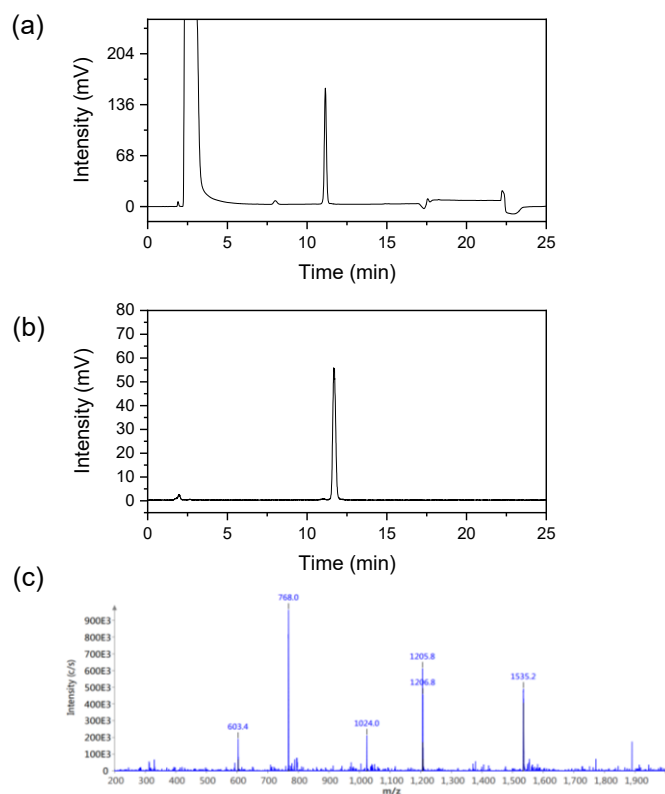 (a)
204
136
68
0
Intensity (mV)
0 5 10 15 20 25
Time (min)
(b)
80
70
60
50
40
30
20
10
0
Intensity (mV)
0 5 10 15 20 25
Time (min)
(c)
768.0
900E3
800E3
700E3
1205.8
600E3
1206.8
1535.2
500E3
400E3
300E3
603.4
1024.0
200E3
100E3
0
Intensity (c/s)
200 300 400 500 600 700 800 900 1,000 1,100 1,200 1,300 1,400 1,500 1,600 1,700 1,800 1,900
m/z